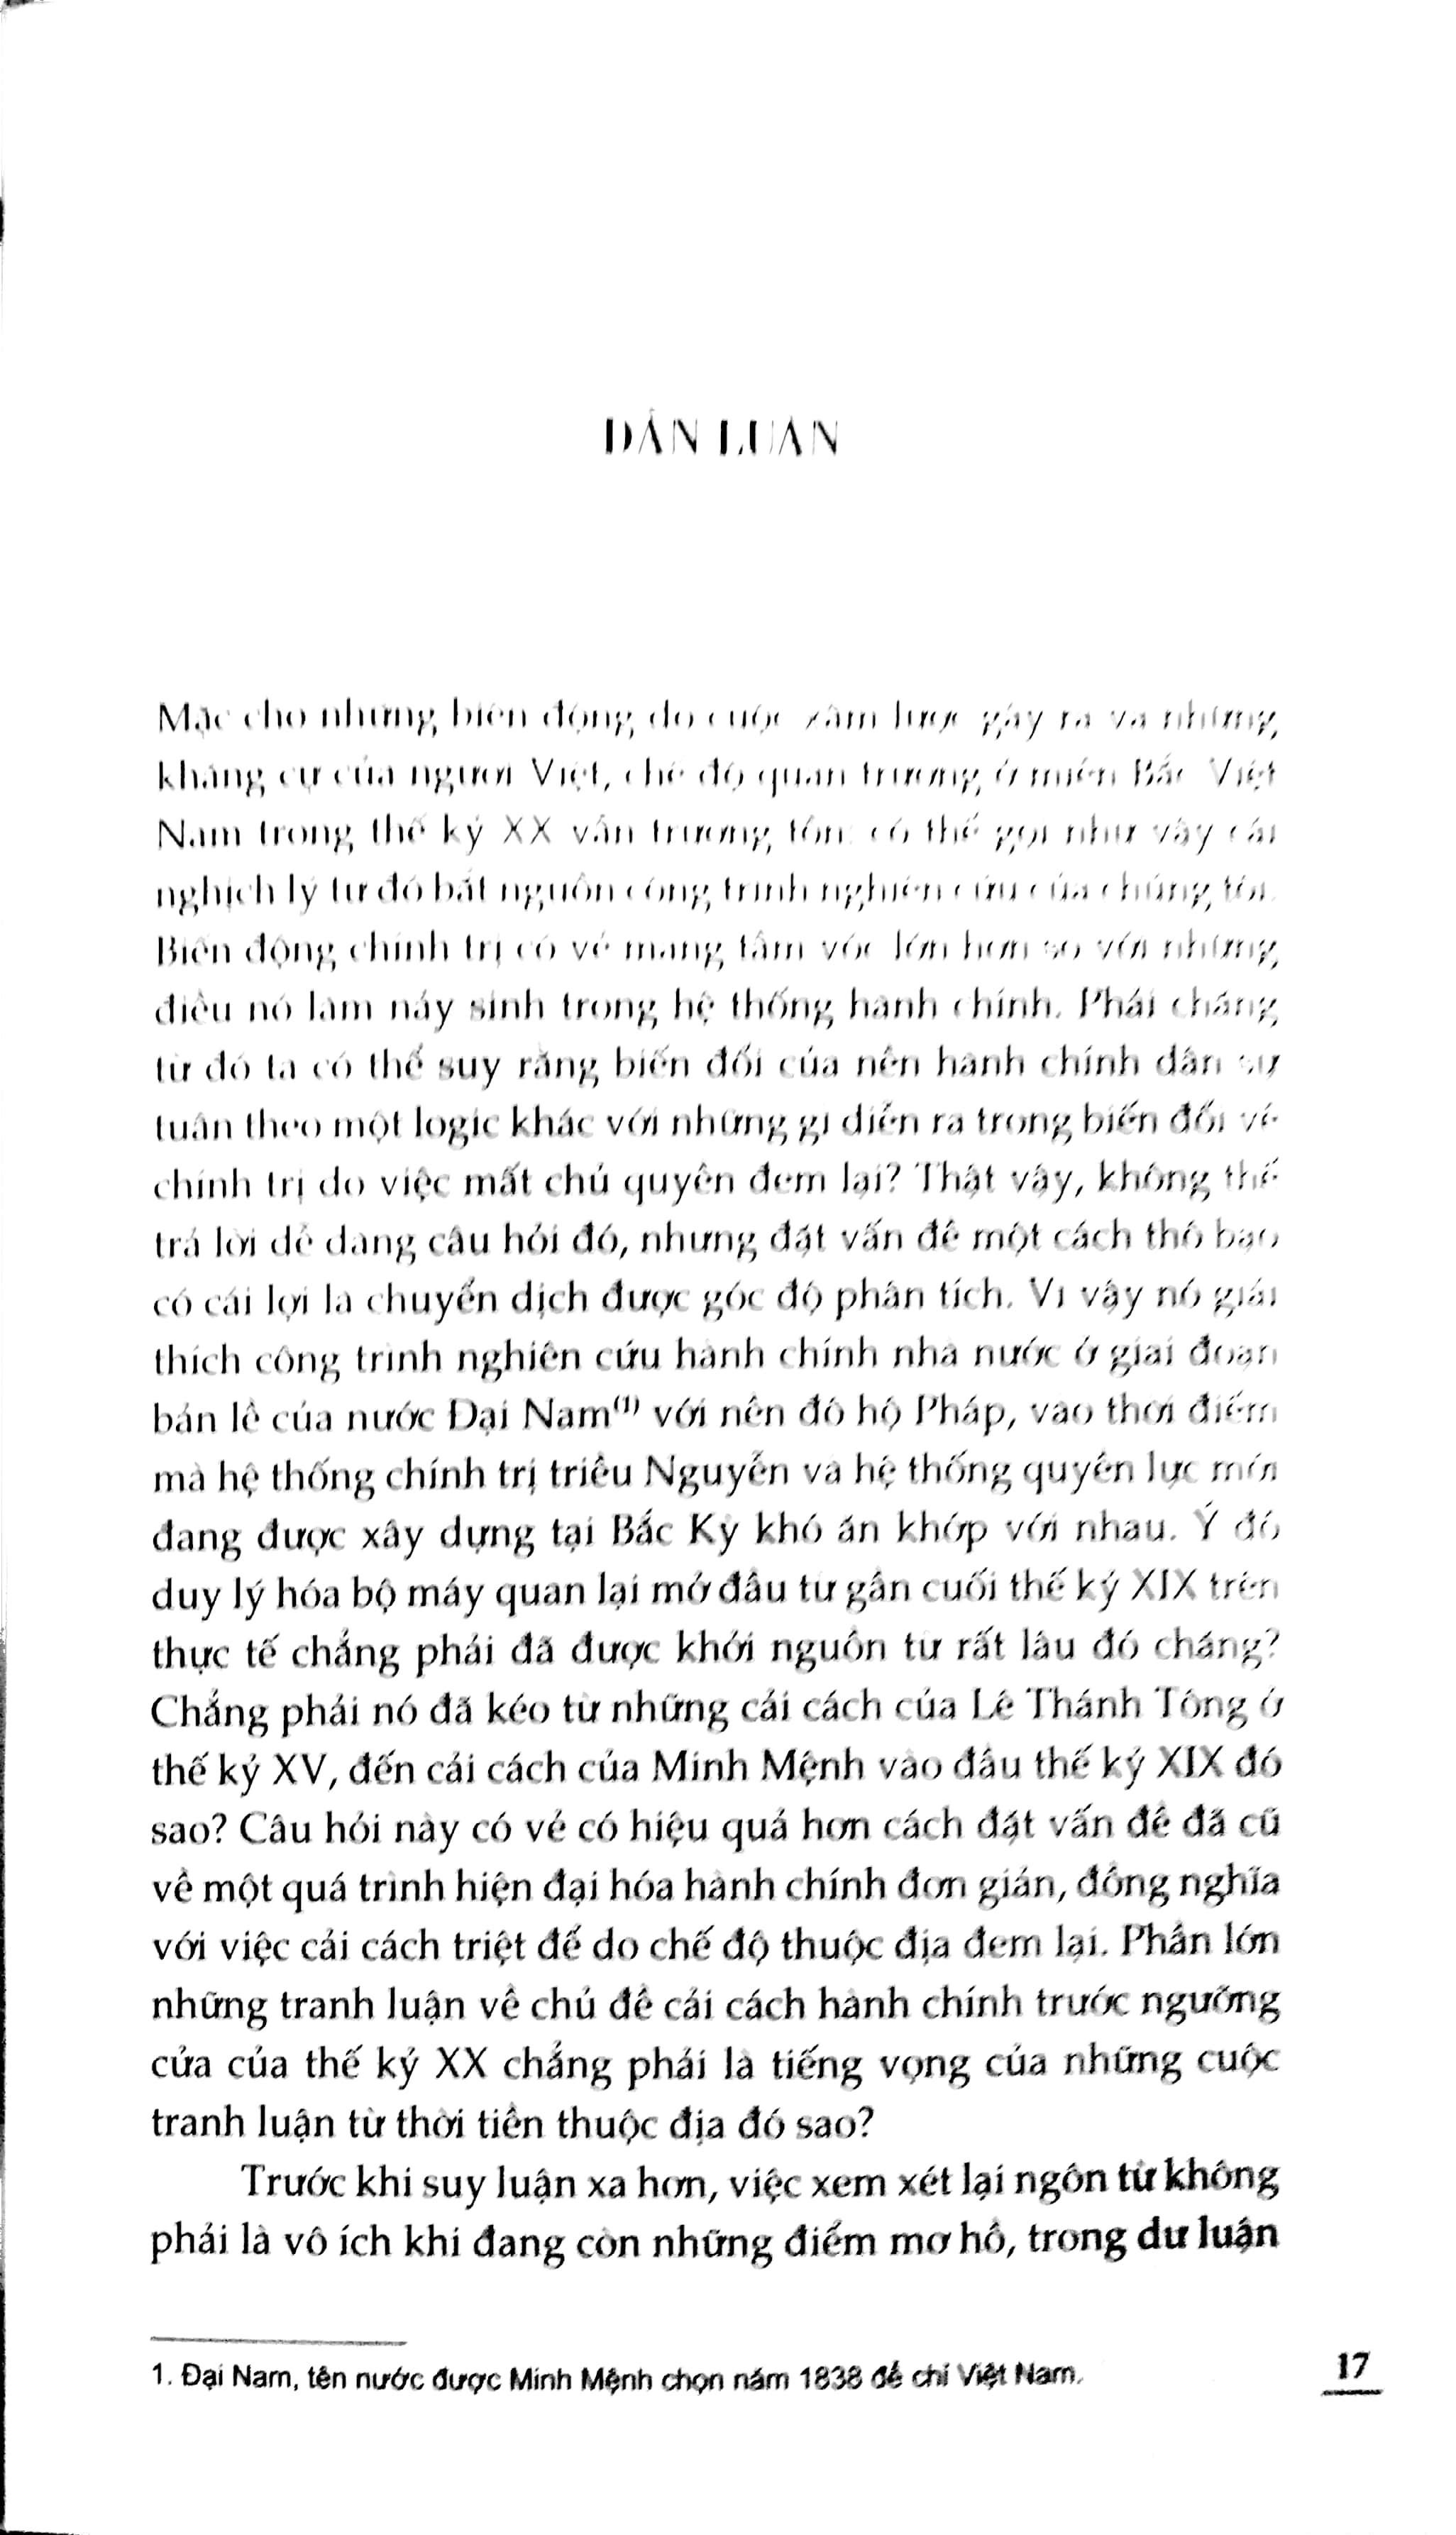 DẪN LUẬN
Mặc cho những biến động do cuộc xâm lược gây ra và những
kháng cự của người Việt, chế độ quan trường ở miền Bắc Việt
Nam trong thế kỷ XX vẫn trường tồn: có thể gọi như vậy cái
nghịch lý từ đó bắt nguồn công trình nghiên cứu của chúng tôi.
Biến động chính trị có vẻ mang tầm vóc lớn hơn so với những
điều nó làm nảy sinh trong hệ thống hành chính. Phải chăng
từ đó ta có thể suy rằng biến đổi của nền hành chính dân sự
tuân theo một logic khác với những gì diễn ra trong biến đổi về
chính trị do việc mất chủ quyền đem lại? Thật vậy, không thể
trả lời dễ dàng câu hỏi đó, nhưng đặt vấn đề một cách thô bạo
có cái lợi là chuyển dịch được góc độ phân tích. Vì vậy nó giải
thích công trình nghiên cứu hành chính nhà nước ở giai đoạn
bản lề của nước Đại Nam⁽¹⁾ với nền đô hộ Pháp, vào thời điểm
mà hệ thống chính trị triều Nguyễn và hệ thống quyền lực mới
đang được xây dựng tại Bắc Kỳ khó ăn khớp với nhau. Ý đồ
duy lý hóa bộ máy quan lại mở đầu từ gần cuối thế kỷ XIX trên
thực tế chẳng phải đã được khởi nguồn từ rất lâu đó chăng?
Chẳng phải nó đã kéo từ những cải cách của Lê Thánh Tông ở
thế kỷ XV, đến cải cách của Minh Mệnh vào đầu thế kỷ XIX đó
sao? Câu hỏi này có vẻ có hiệu quả hơn cách đặt vấn đề đã cũ
về một quá trình hiện đại hóa hành chính đơn giản, đồng nghĩa
với việc cải cách triệt để do chế độ thuộc địa đem lại. Phần lớn
những tranh luận về chủ đề cải cách hành chính trước ngưỡng
cửa của thế kỷ XX chẳng phải là tiếng vọng của những cuộc
tranh luận từ thời tiền thuộc địa đó sao?
Trước khi suy luận xa hơn, việc xem xét lại ngôn từ không
phải là vô ích khi đang còn những điểm mơ hồ, trong dư luận
1. Đại Nam, tên nước được Minh Mệnh chọn năm 1838 để chỉ Việt Nam.
17